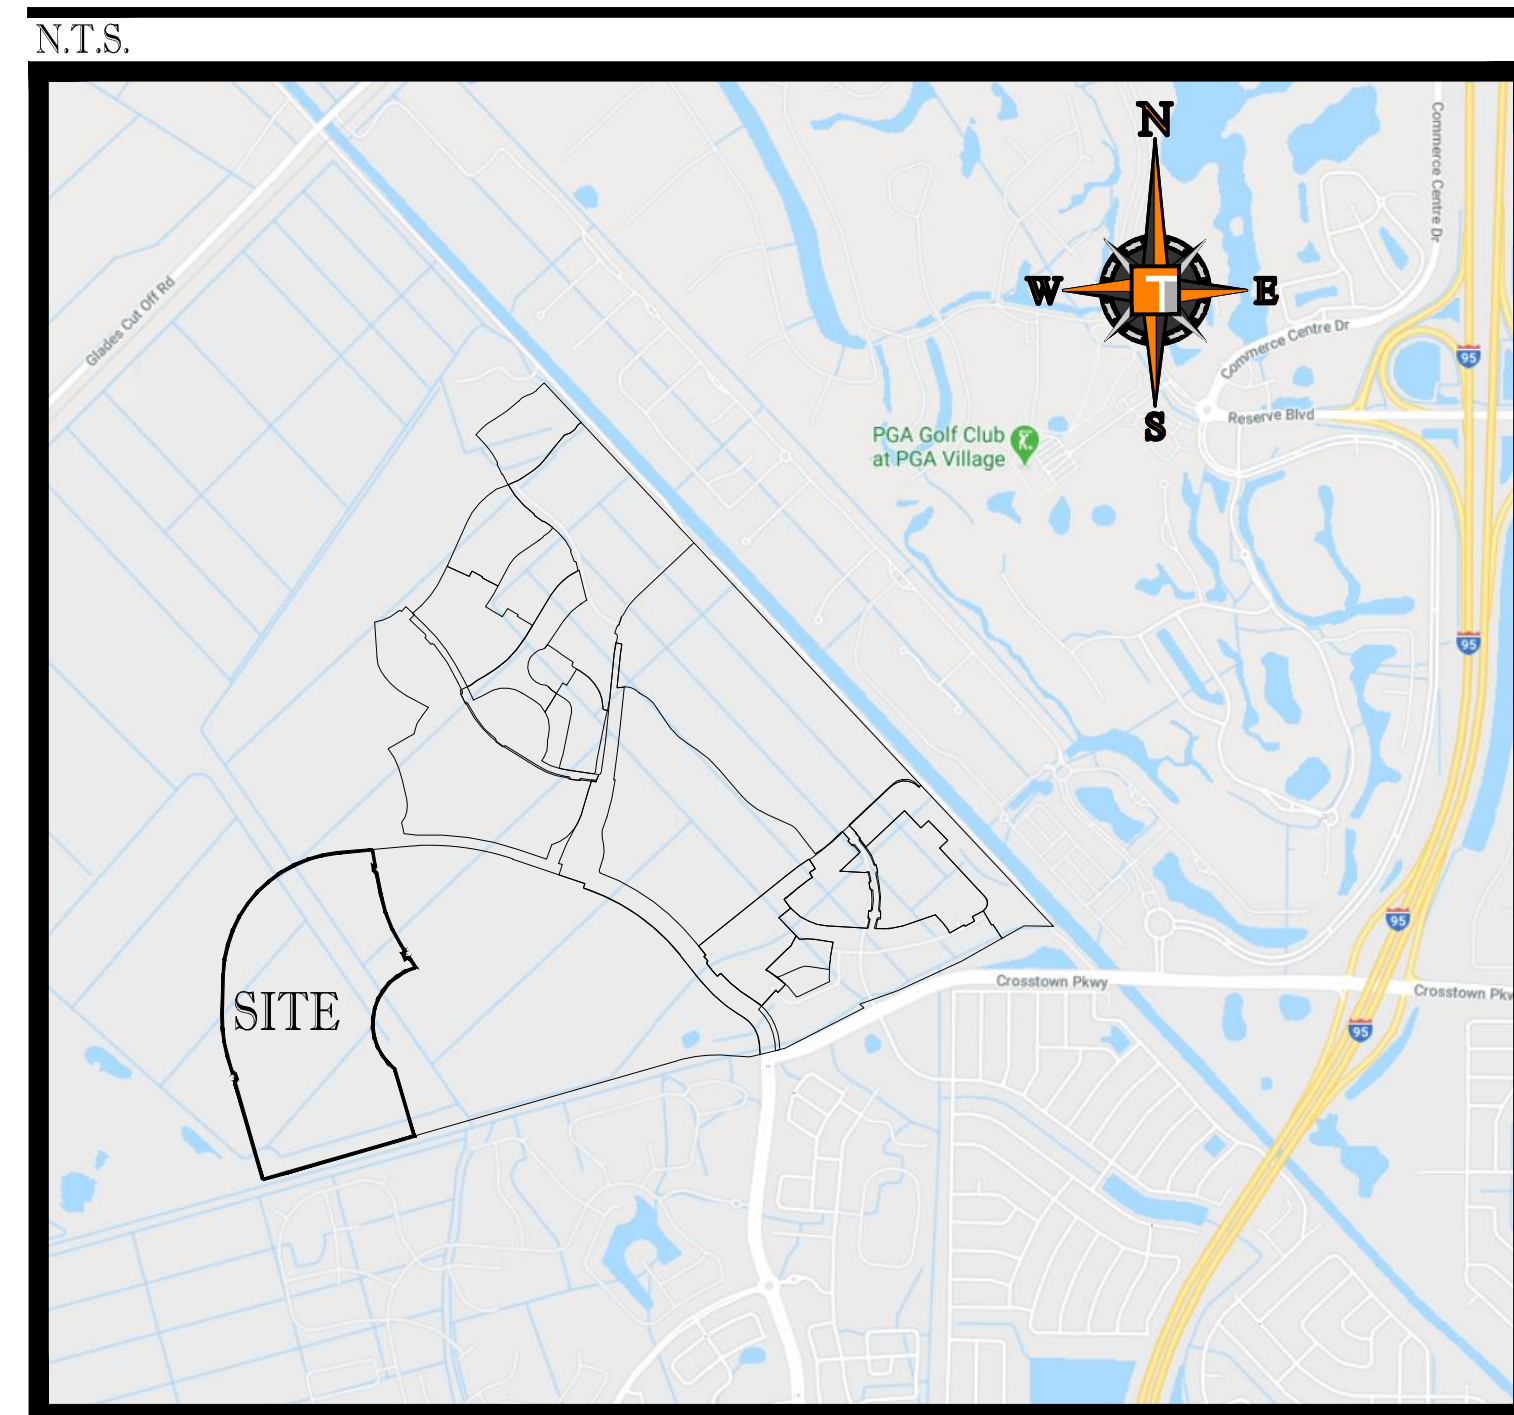 N.T.S.
N
Commerce Centre Dr
W
T
E
Glades Cut Off Rd
Commerce Centre Dr
95
Reserve Blvd
S
PGA Golf Club
at PGA Village
95
95
Crosstown Pkwy
Crosstown Pkw
SITE
95